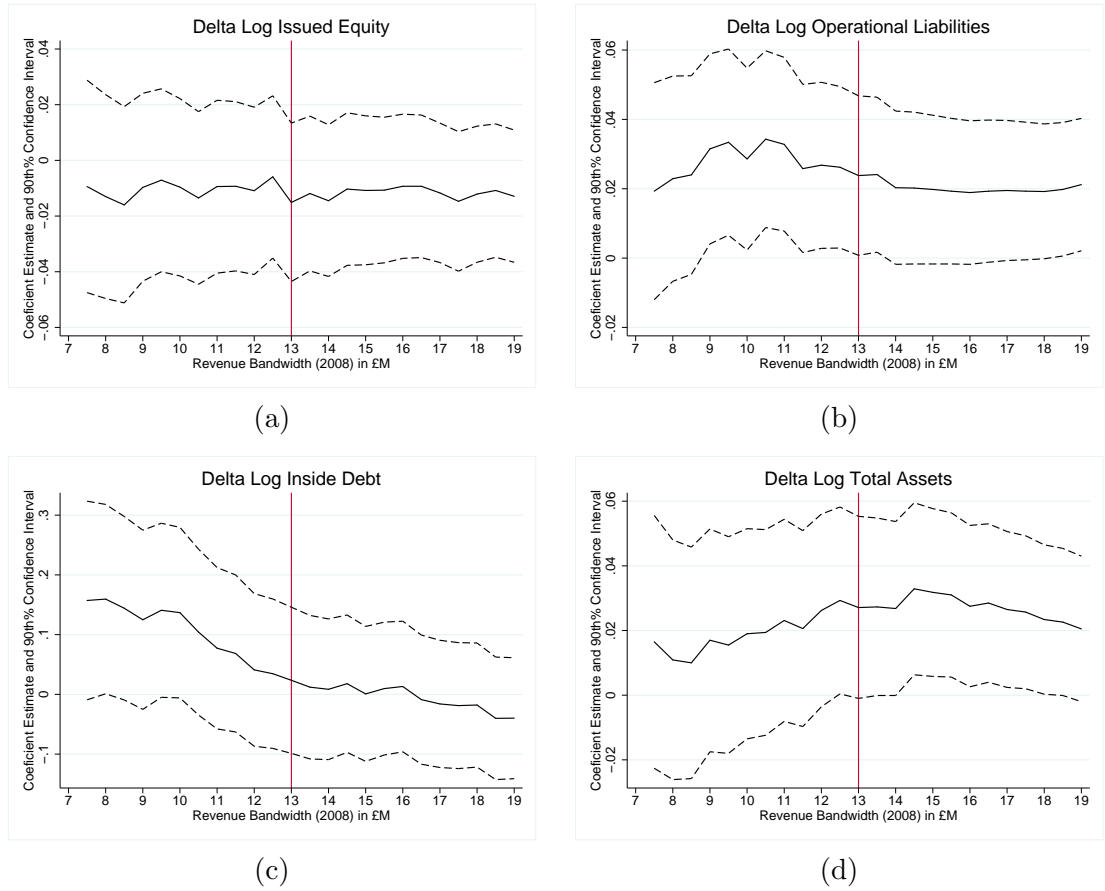 Delta Log Issued Equity
Coeficient Estimate and 90th% Confidence Interval
.04
.02
0
-.02
-.04
-.06
7 8 9 10 11 12 13 14 15 16 17 18 19
Revenue Bandwidth (2008) in £M
(a)
Delta Log Operational Liabilities
Coeficient Estimate and 90th% Confidence Interval
.06
.04
.02
0
-.02
7 8 9 10 11 12 13 14 15 16 17 18 19
Revenue Bandwidth (2008) in £M
(b)
Delta Log Inside Debt
Coeficient Estimate and 90th% Confidence Interval
.3
.2
.1
0
-.1
7 8 9 10 11 12 13 14 15 16 17 18 19
Revenue Bandwidth (2008) in £M
(c)
Delta Log Total Assets
Coeficient Estimate and 90th% Confidence Interval
.06
.04
.02
0
-.02
7 8 9 10 11 12 13 14 15 16 17 18 19
Revenue Bandwidth (2008) in £M
(d)